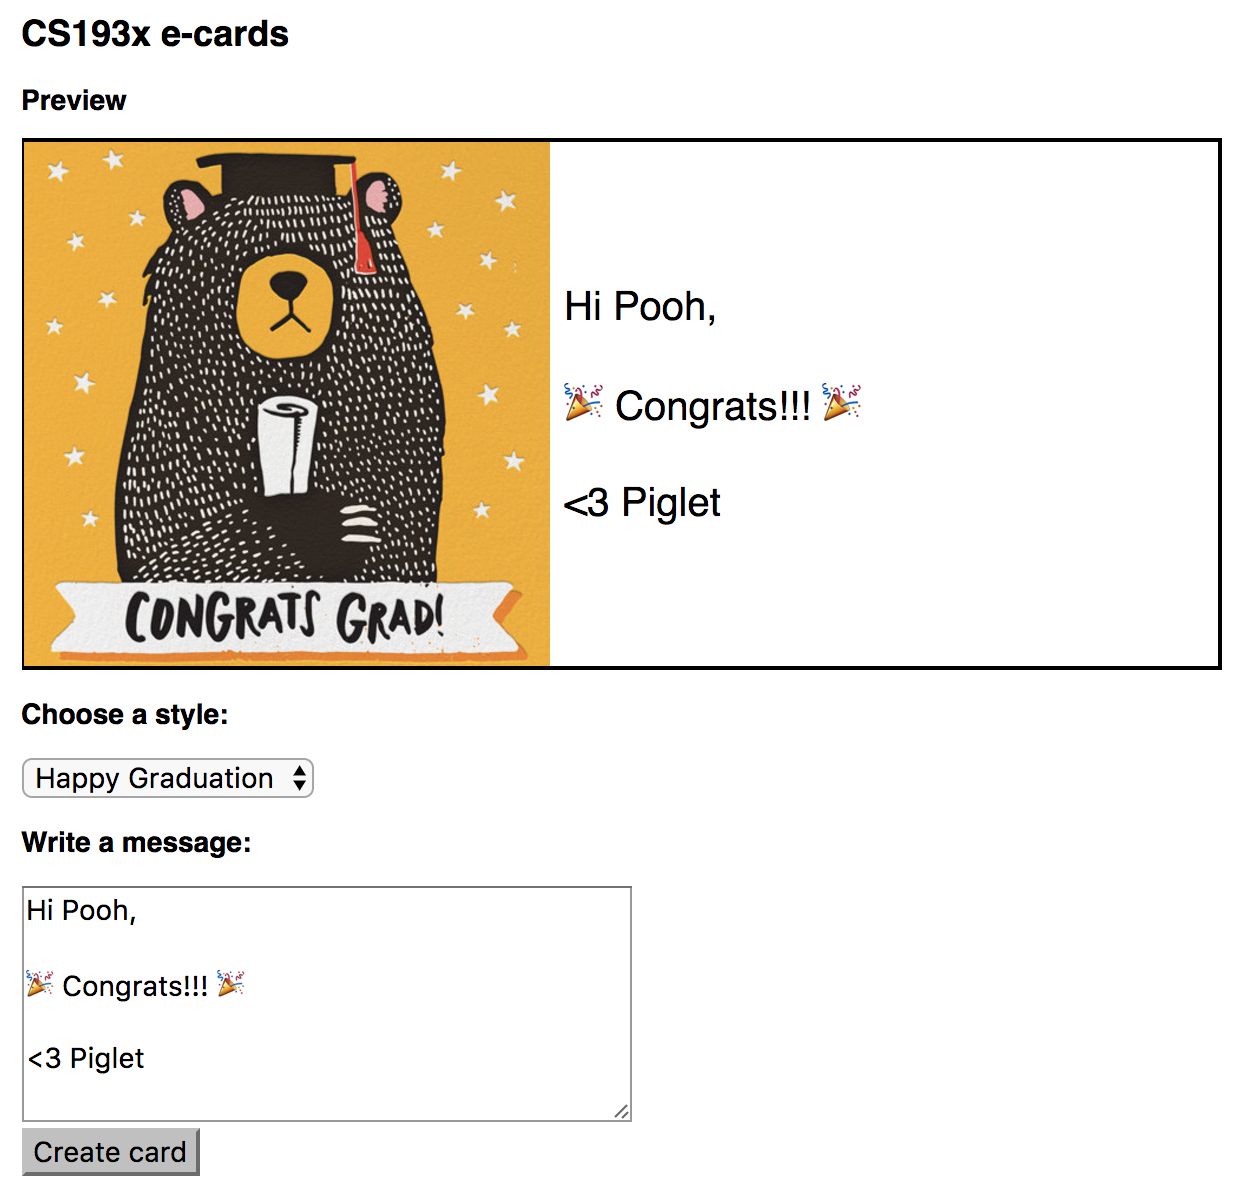 CS193x e-cards
Preview
CONGRATS GRAD!
Hi Pooh,
🎉 Congrats!!! 🎉
<3 Piglet
Choose a style:
Happy Graduation
Write a message:
Hi Pooh,
🎉 Congrats!!! 🎉
<3 Piglet
Create card